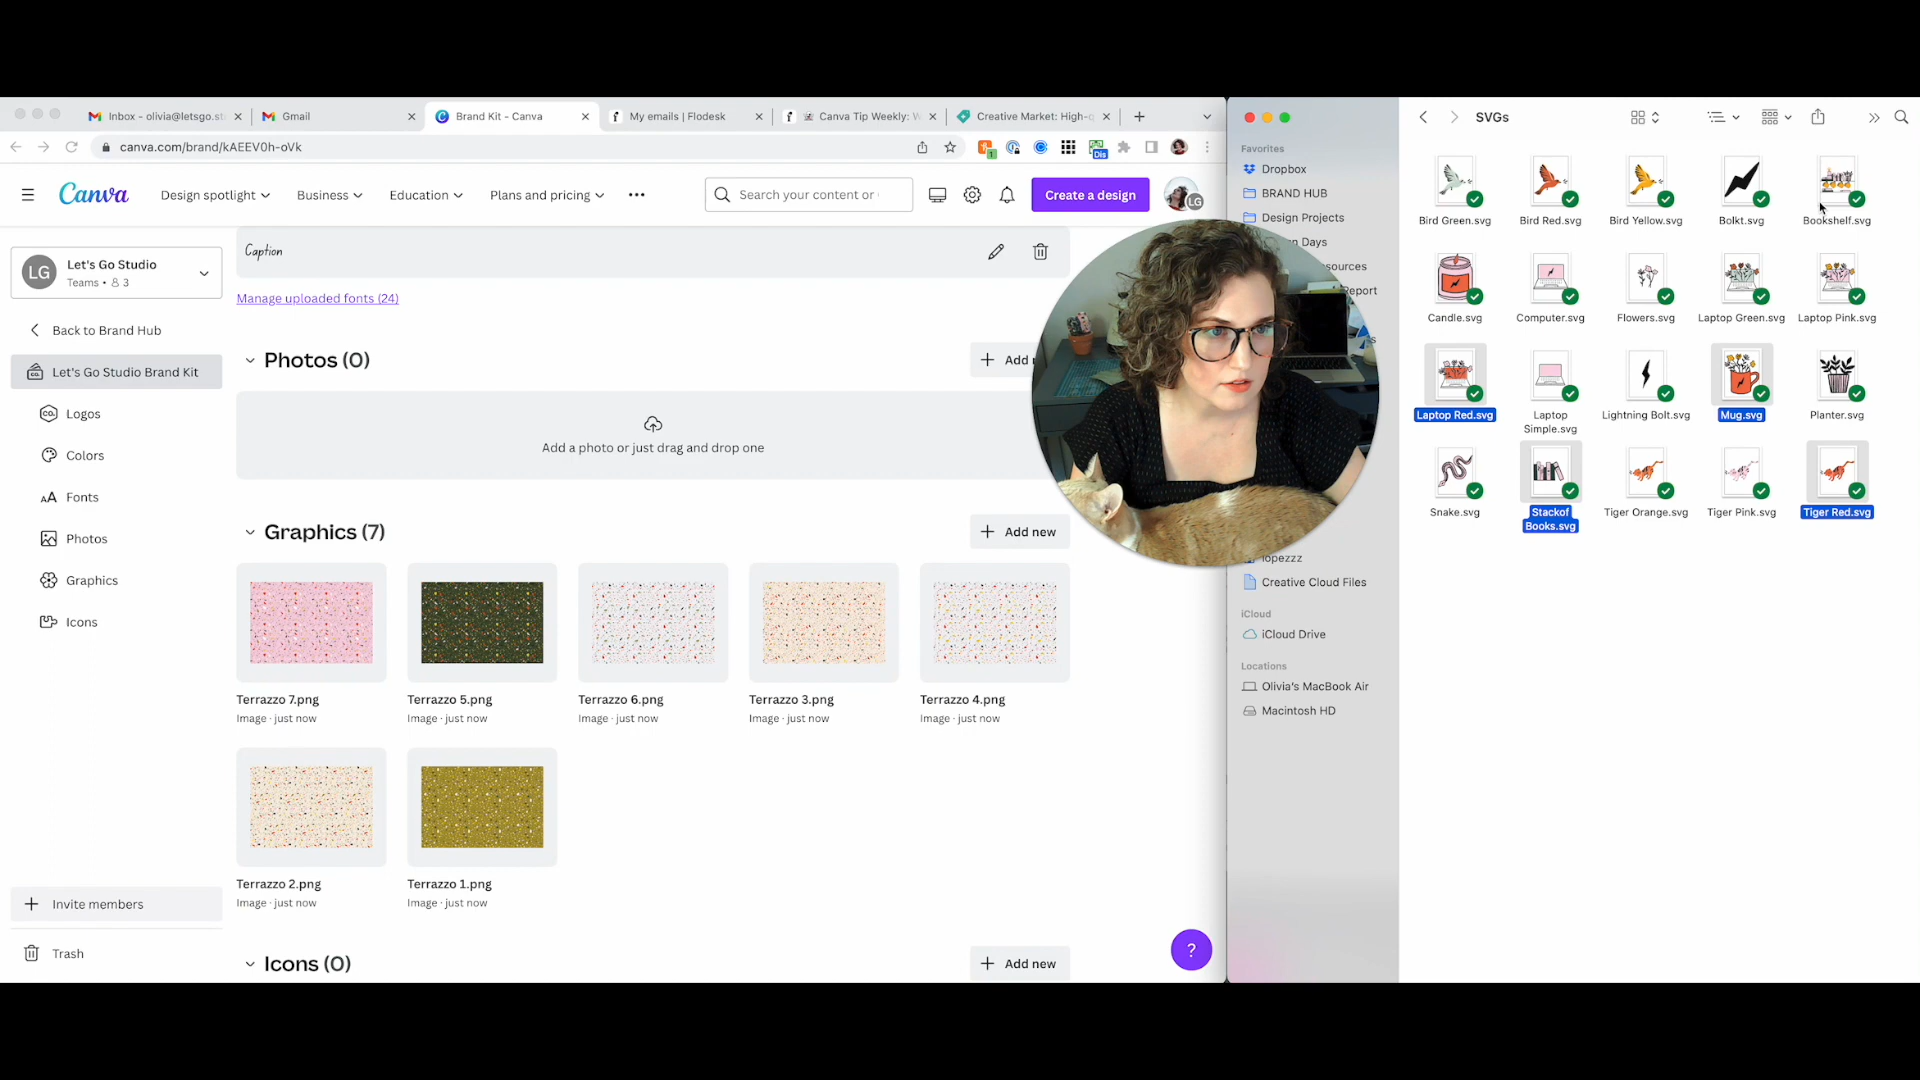 Inbox - olivia@letsgo.st
Gmail
Brand Kit - Canva
My emails | Flodesk
Canva Tip Weekly: W
Creative Market: High-q
canva.com/brand/kAEEV0h-oVk
1
Dis
Canva
Design spotlight
Business
Education
Plans and pricing
Search your content or
Create a design
LG
LG
Let's Go Studio
Teams • 3
Back to Brand Hub
Let's Go Studio Brand Kit
Logos
Colors
Fonts
Photos
Graphics
Icons
Invite members
Trash
Caption
Manage uploaded fonts (24)
Photos (0)
Add
Add a photo or just drag and drop one
Graphics (7)
Add new
Terrazzo 7.png
Image · just now
Terrazzo 5.png
Image · just now
Terrazzo 6.png
Image · just now
Terrazzo 3.png
Image · just now
Terrazzo 4.png
Image · just now
Terrazzo 2.png
Image · just now
Terrazzo 1.png
Image · just now
Icons (0)
Add new
?
SVGs
Favorites
Dropbox
BRAND HUB
Design Projects
Days
sources
Report
lopezzz
Creative Cloud Files
iCloud
iCloud Drive
Locations
Olivia's MacBook Air
Macintosh HD
Bird Green.svg
Bird Red.svg
Bird Yellow.svg
Bolkt.svg
Bookshelf.svg
Candle.svg
Computer.svg
Flowers.svg
Laptop Green.svg
Laptop Pink.svg
Laptop Red.svg
Laptop
Simple.svg
Lightning Bolt.svg
Mug.svg
Planter.svg
Snake.svg
Stackof
Books.svg
Tiger Orange.svg
Tiger Pink.svg
Tiger Red.svg